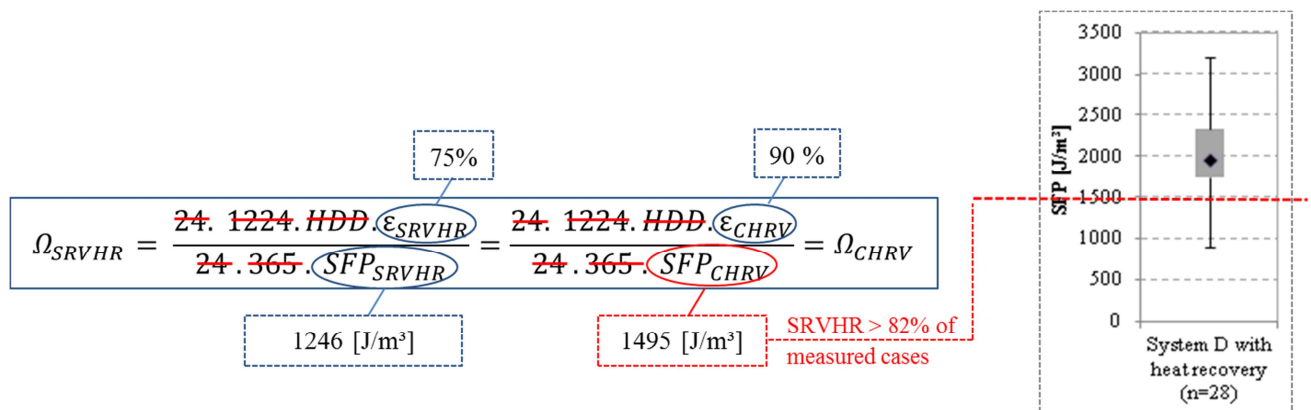 75%
90 %
Ω_SRVHR = 24. 1224. HDD. ε_SRVHR / 24 . 365. SFP_SRVHR = 24. 1224. HDD. ε_CHRV / 24 . 365. SFP_CHRV = Ω_CHRV
1246 [J/m³]
1495 [J/m³]
SRVHR > 82% of
measured cases
SFP [J/m³]
3500
3000
2500
2000
1500
1000
500
0
System D with
heat recovery
(n=28)